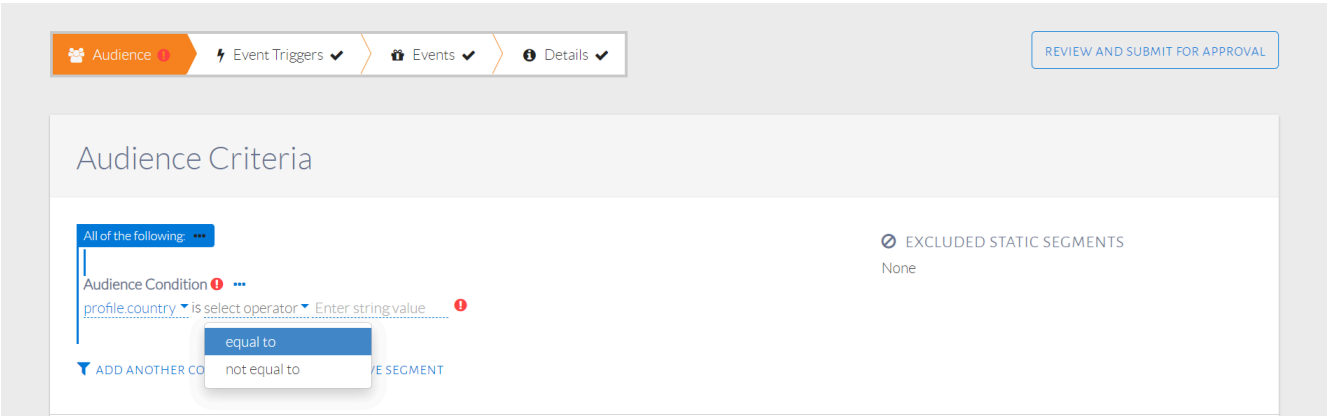 Audience Event Triggers Events Details
REVIEW AND SUBMIT FOR APPROVAL
Audience Criteria
All of the following: •••
EXCLUDED STATIC SEGMENTS
None
Audience Condition •••
profile.country is select operator Enter string value
equal to
not equal to
ADD ANOTHER CO
E SEGMENT